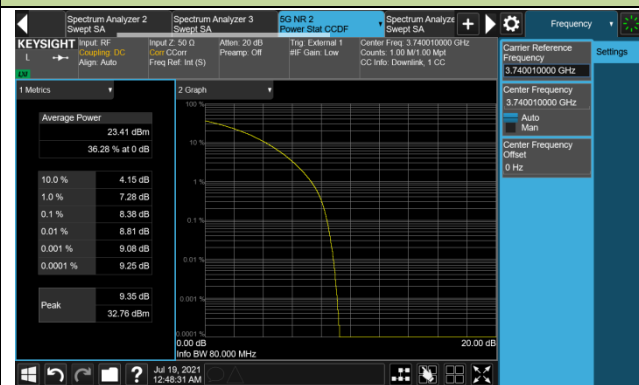 Spectrum Analyzer 2
Swept SA
Spectrum Analyzer 3
Swept SA
5G NR 2
Power Stat CCDF
Spectrum Analyze
Swept SA
Frequency
KEYSIGHT
L
Input: RF
Coupling: DC
Align: Auto
Input Z: 50 Ω
Corr CCorr
Freq Ref: Int (S)
Atten: 20 dB
Preamp: Off
Trig: External 1
#IF Gain: Low
Center Freq: 3.740010000 GHz
Counts: 1.00 M/1.00 Mpt
CC Info: Downlink, 1 CC
1 Metrics
2 Graph
Average Power
23.41 dBm
36.28 % at 0 dB
10.0 % 4.15 dB
1.0 % 7.28 dB
0.1 % 8.38 dB
0.01 % 8.81 dB
0.001 % 9.08 dB
0.0001 % 9.25 dB
Peak
9.35 dB
32.76 dBm
100 %
10 %
1 %
0.1 %
0.01 %
0.001 %
0.0001 %
0.00 dB
20.00 dB
Info BW 80.000 MHz
Carrier Reference
Frequency
3.740010000 GHz
Center Frequency
3.740010000 GHz
Auto
Man
Center Frequency
Offset
0 Hz
Settings
?
Jul 19, 2021
12:48:31 AM